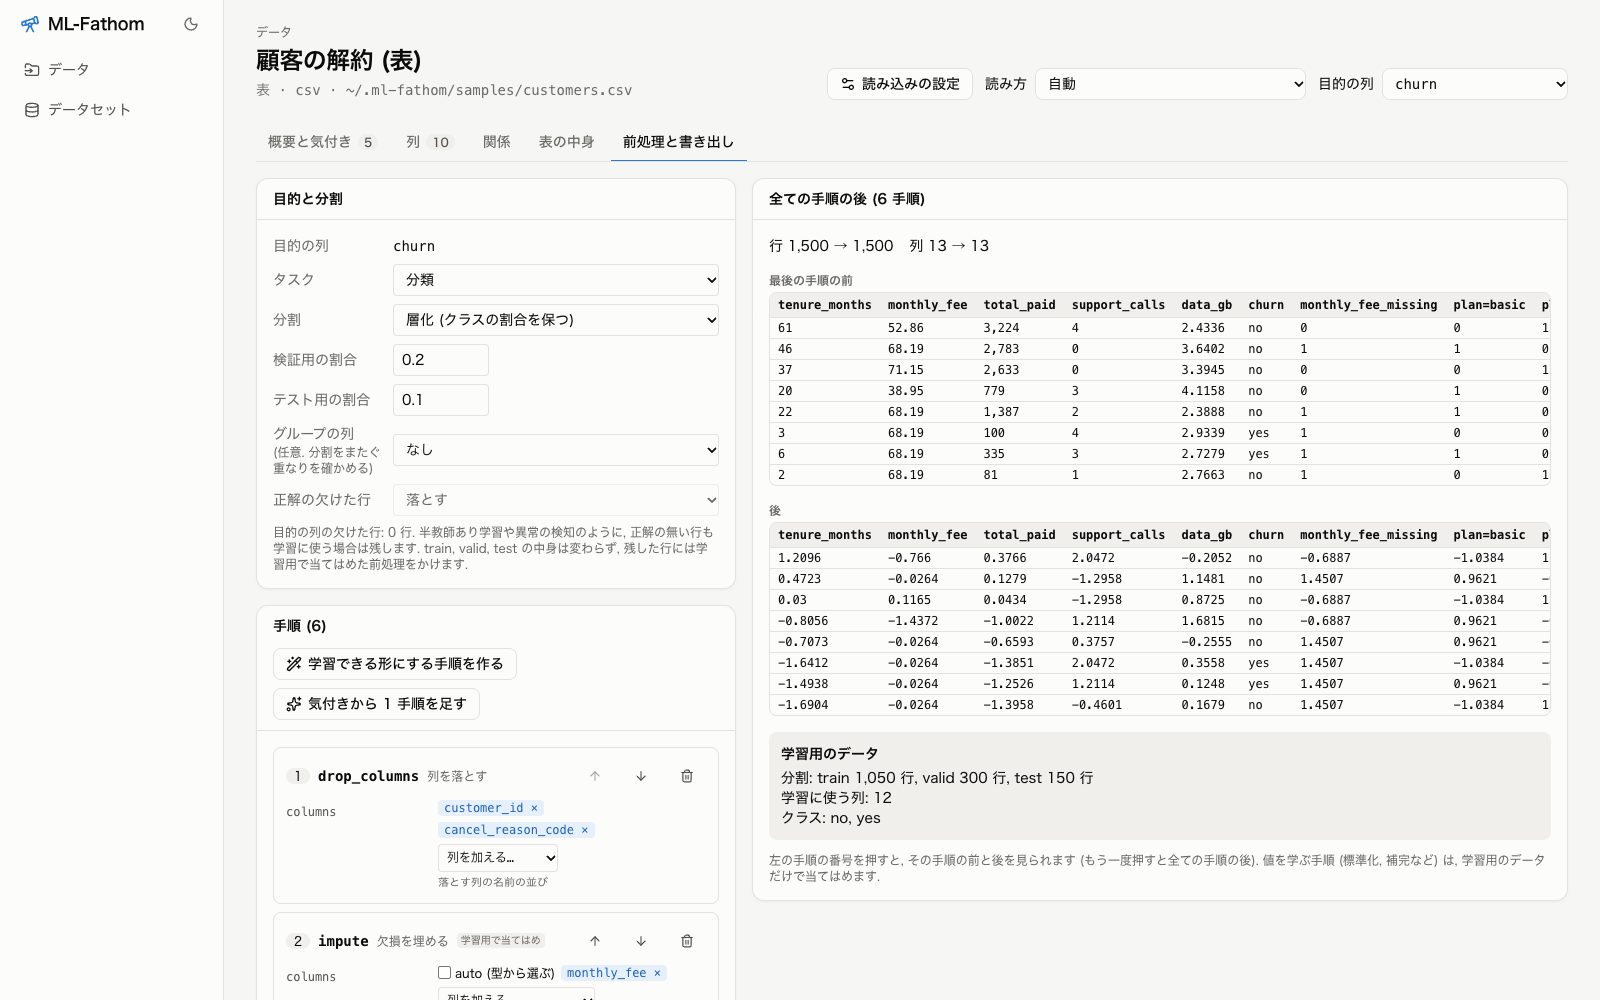 ML-Fathom
データ
データセット
データ
顧客の解約 (表)
表 · csv · ~/.ml-fathom/samples/customers.csv
読み込みの設定 読み方 自動 目的の列 churn
概要と気付き 5 列 10 関係 表の中身 前処理と書き出し
目的と分割
目的の列 churn
タスク 分類
分割 層化 (クラスの割合を保つ)
検証用の割合 0.2
テスト用の割合 0.1
グループの列
(任意. 分割をまたぐ
重なりを確かめる)
なし
正解の欠けた行 落とす
目的の列の欠けた行: 0 行. 半教師あり学習や異常の検知のように, 正解の無い行も
学習に使う場合は残します. train, valid, test の中身は変わらず, 残した行には学
習用で当てはめた前処理をかけます.
手順 (6)
学習できる形にする手順を作る
気付きから 1 手順を足す
1 drop_columns 列を落とす ↑ ↓
columns customer_id ×
cancel_reason_code ×
列を加える…
落とす列の名前の並び
2 impute 欠損を埋める 学習用で当てはめ ↑ ↓
columns auto (型から選ぶ) monthly_fee ×
列を加える…
全ての手順の後 (6 手順)
行 1,500 → 1,500 列 13 → 13
最後の手順の前
tenure_months monthly_fee total_paid support_calls data_gb churn monthly_fee_missing plan=basic p
61 52.86 3,224 4 2.4336 no 0 0 1
46 68.19 2,783 0 3.6402 no 1 1 0
37 71.15 2,633 0 3.3945 no 0 0 1
20 38.95 779 3 4.1158 no 0 1 0
22 68.19 1,387 2 2.3888 no 1 1 0
3 68.19 100 4 2.9339 yes 1 0 0
6 68.19 335 3 2.7279 yes 1 1 0
2 68.19 81 1 2.7663 no 1 0 1
後
tenure_months monthly_fee total_paid support_calls data_gb churn monthly_fee_missing plan=basic p
1.2096 −0.766 0.3766 2.0472 −0.2052 no −0.6887 −1.0384 1
0.4723 −0.0264 0.1279 −1.2958 1.1481 no 1.4507 0.9621 −
0.03 0.1165 0.0434 −1.2958 0.8725 no −0.6887 −1.0384 1
−0.8056 −1.4372 −1.0022 1.2114 1.6815 no −0.6887 0.9621 −
−0.7073 −0.0264 −0.6593 0.3757 −0.2555 no 1.4507 0.9621 −
−1.6412 −0.0264 −1.3851 2.0472 0.3558 yes 1.4507 −1.0384 −
−1.4938 −0.0264 −1.2526 1.2114 0.1248 yes 1.4507 0.9621 −
−1.6904 −0.0264 −1.3958 −0.4601 0.1679 no 1.4507 −1.0384 1
学習用のデータ
分割: train 1,050 行, valid 300 行, test 150 行
学習に使う列: 12
クラス: no, yes
左の手順の番号を押すと, その手順の前と後を見られます (もう一度押すと全ての手順の後). 値を学ぶ手順 (標準化, 補完など) は, 学習用のデータ
だけで当てはめます.